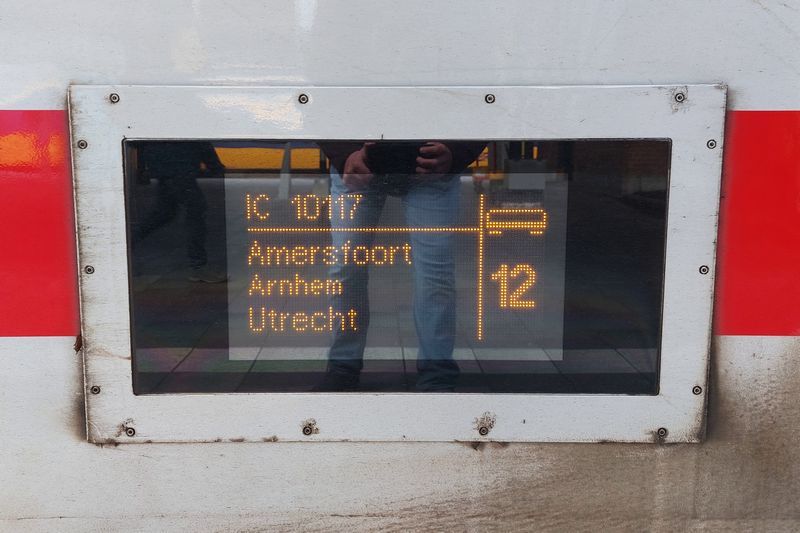 IC 10117
Amersfoort
Arnhem
Utrecht
12